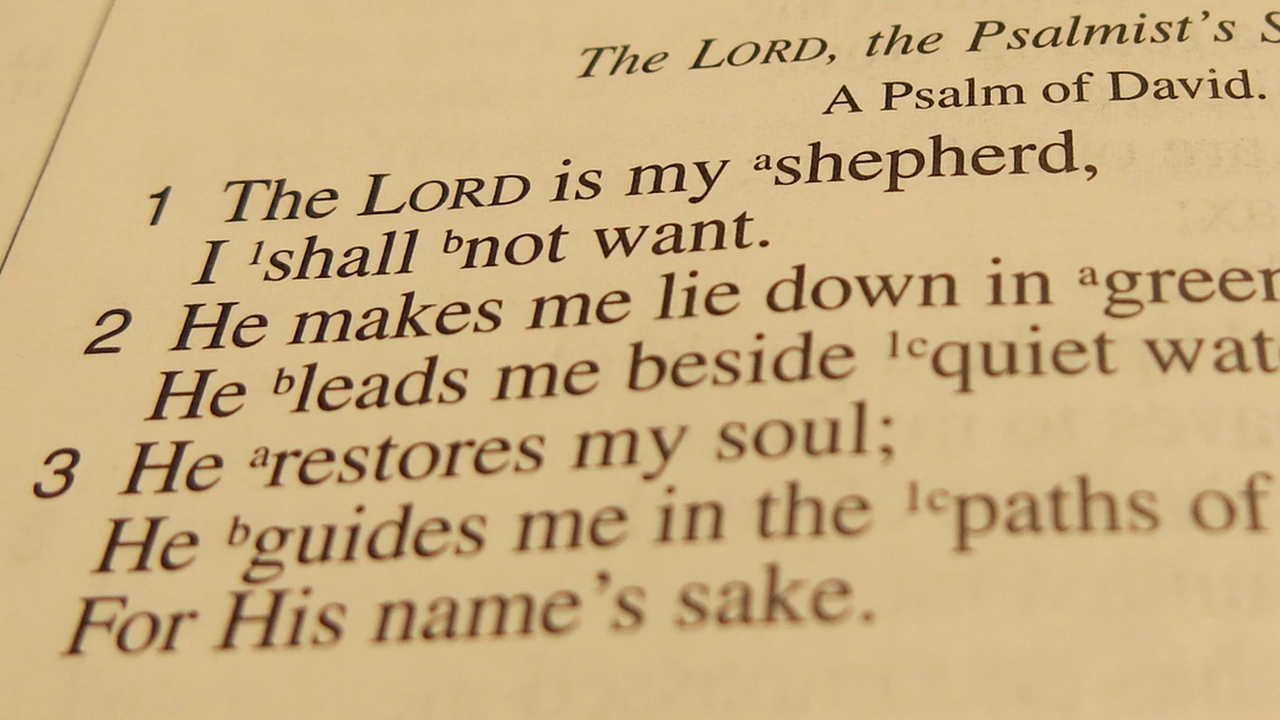 The LORD, the Psalmist's
A Psalm of David.
1 The LORD is my ᵃshepherd,
I ¹shall ᵇnot want.
2 He makes me lie down in ᵃgreen
He ᵇleads me beside ¹ᶜquiet
3 He ᵃrestores my soul;
He ᵇguides me in the ¹ᶜpaths of
For His name's sake.